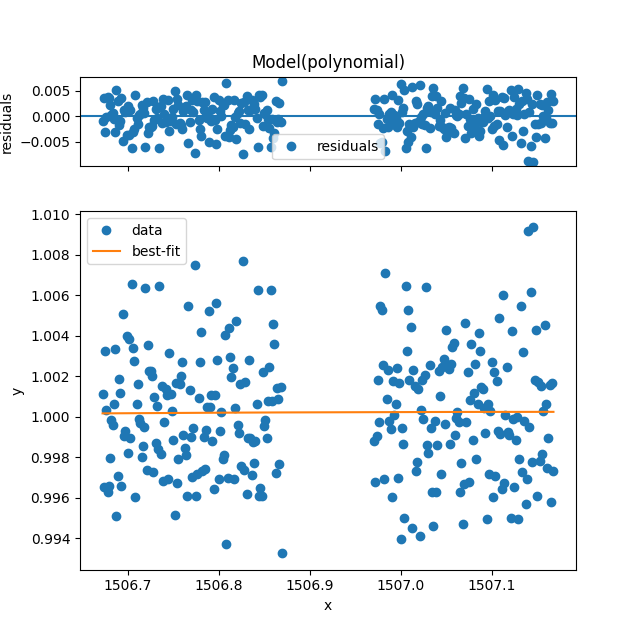 Model(polynomial)
residuals
0.005
0.000
−0.005
residuals
y
1.010
1.008
1.006
1.004
1.002
1.000
0.998
0.996
0.994
data
best-fit
1506.7 1506.8 1506.9 1507.0 1507.1
x